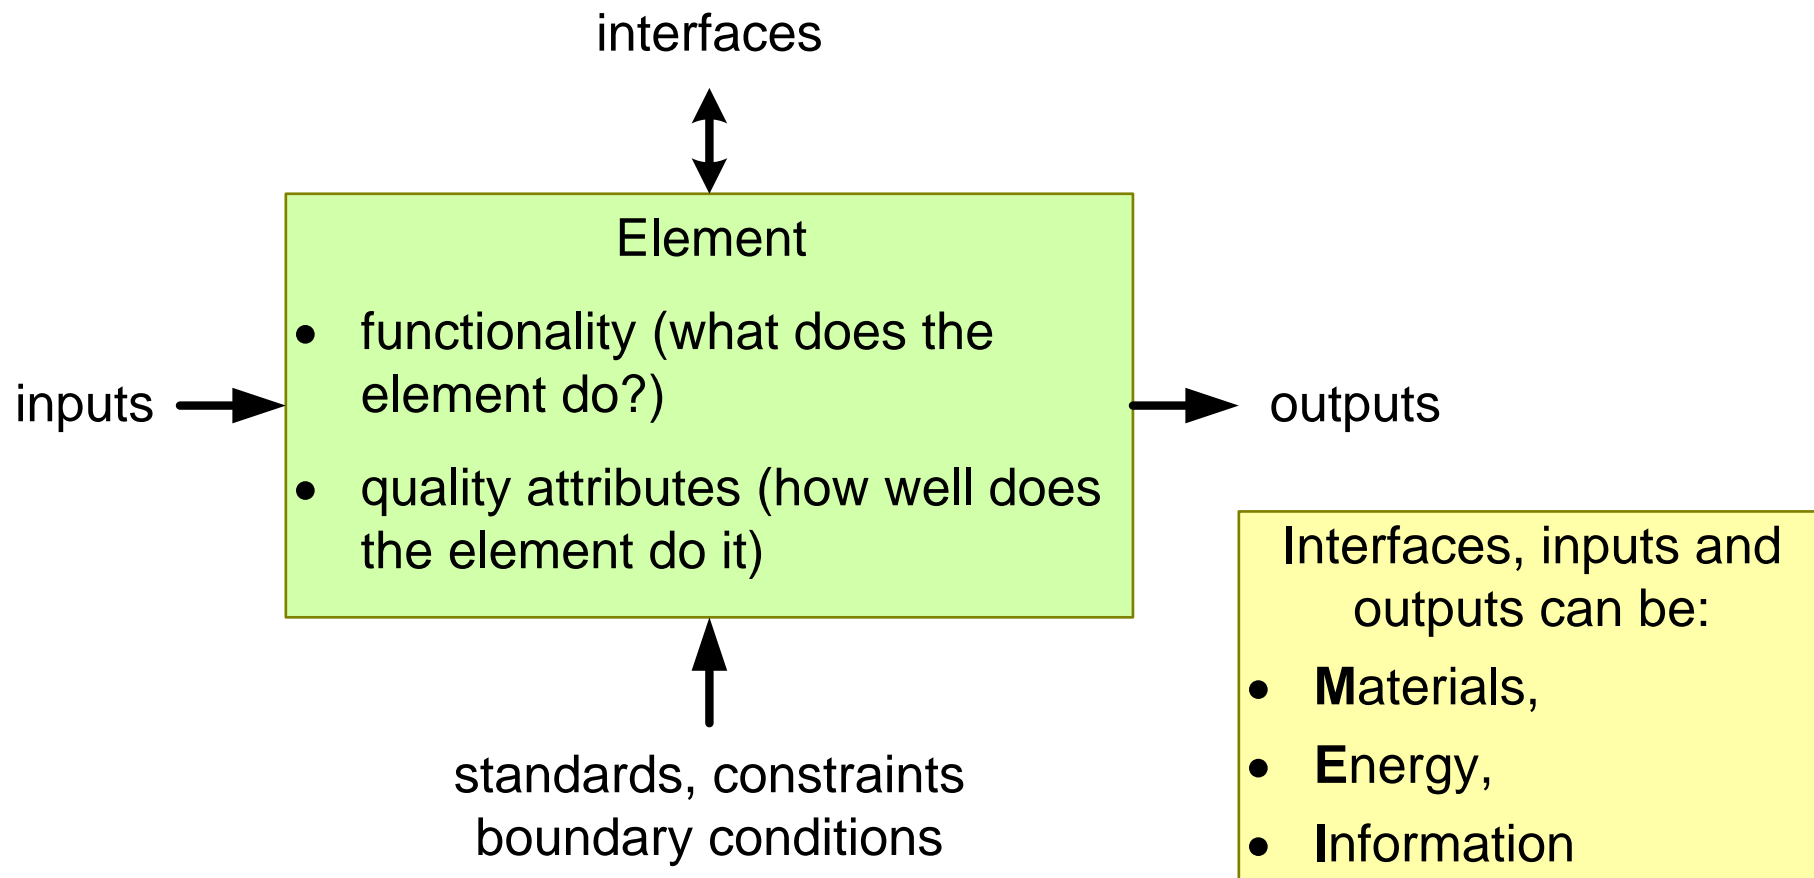 interfaces
Element
• functionality (what does the
element do?)
• quality attributes (how well does
the element do it)
inputs
outputs
standards, constraints
boundary conditions
Interfaces, inputs and
outputs can be:
• Materials,
• Energy,
• Information